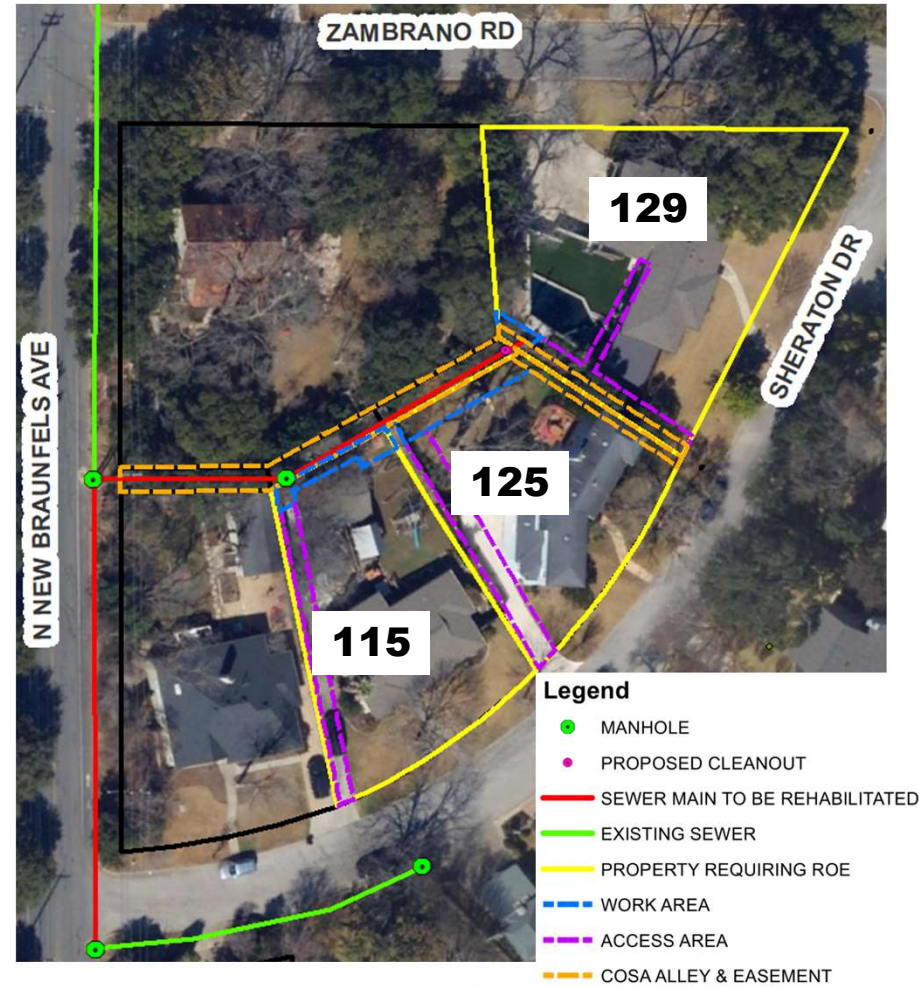 ZAMBRANO RD
129
SHERATON DR
N NEW BRAUNFELS AVE
125
115
Legend
MANHOLE
PROPOSED CLEANOUT
SEWER MAIN TO BE REHABILITATED
EXISTING SEWER
PROPERTY REQUIRING ROE
WORK AREA
ACCESS AREA
COSA ALLEY & EASEMENT